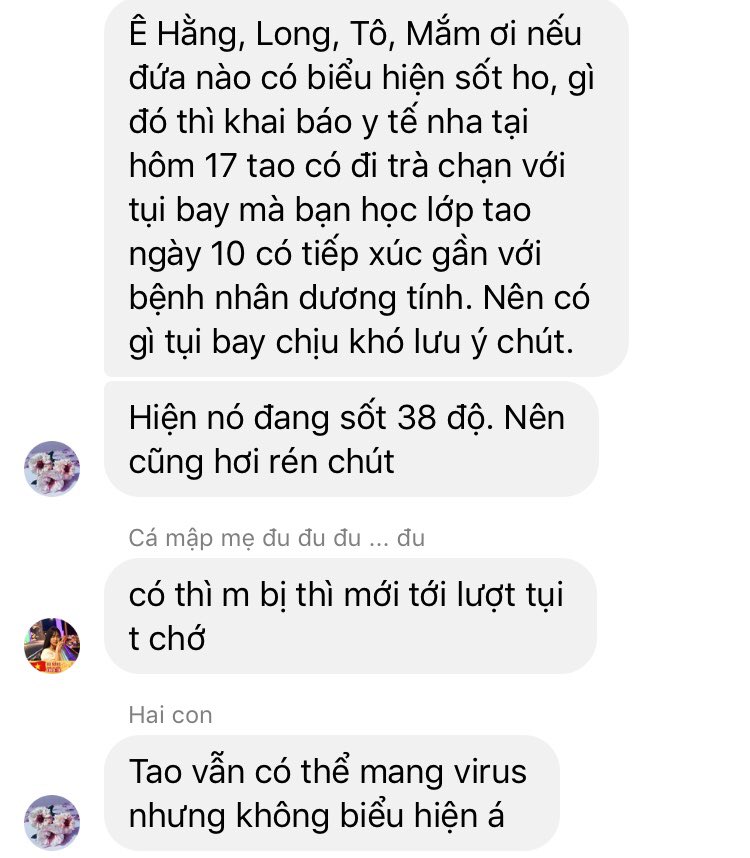 Ê Hằng, Long, Tô, Mắm ơi nếu
đứa nào có biểu hiện sốt ho, gì
đó thì khai báo y tế nha tại
hôm 17 tao có đi trà chạn với
tụi bay mà bạn học lớp tao
ngày 10 có tiếp xúc gần với
bệnh nhân dương tính. Nên có
gì tụi bay chịu khó lưu ý chút.
Hiện nó đang sốt 38 độ. Nên
cũng hơi rén chút
Cá mập mẹ đu đu đu ... đu
có thì m bị thì mới tới lượt tụi
t chớ
Hai con
Tao vẫn có thể mang virus
nhưng không biểu hiện á